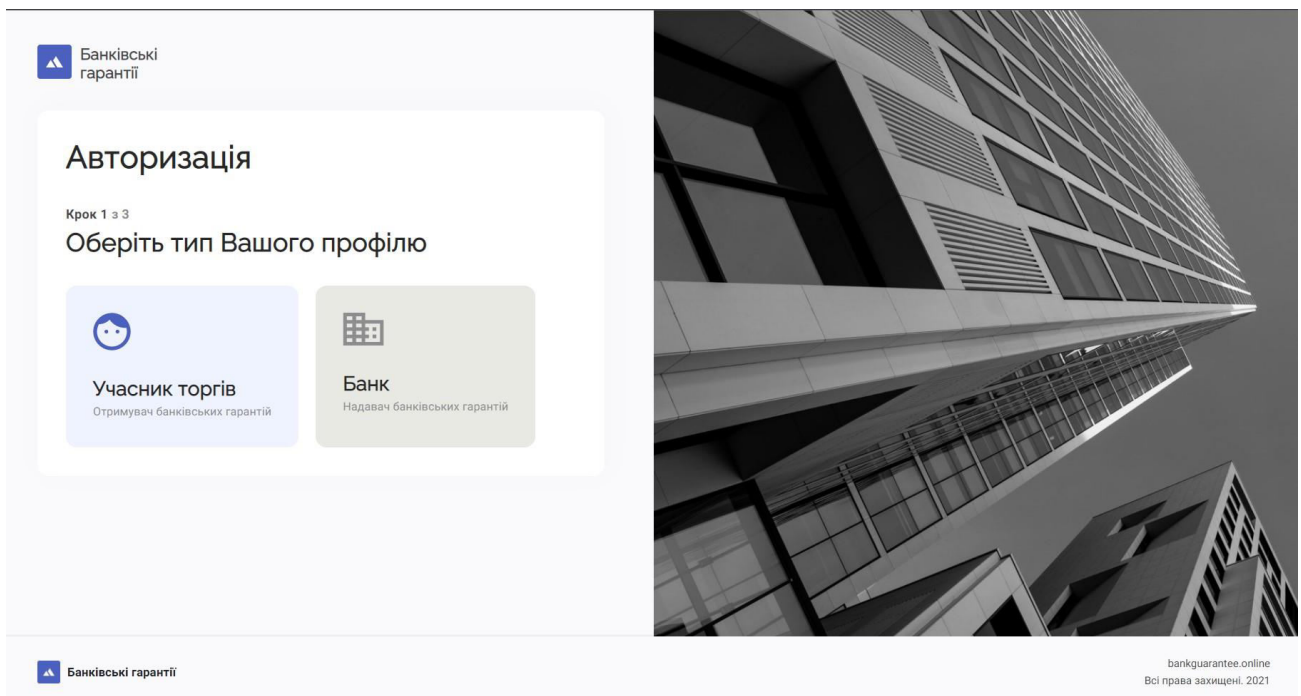 Банківські
гарантії
Авторизація
Крок 1 з 3
Оберіть тип Вашого профілю
Учасник торгів
Отримувач банківських гарантій
Банк
Надавач банківських гарантій
Банківські гарантії
bankguarantee.online
Всі права захищені. 2021